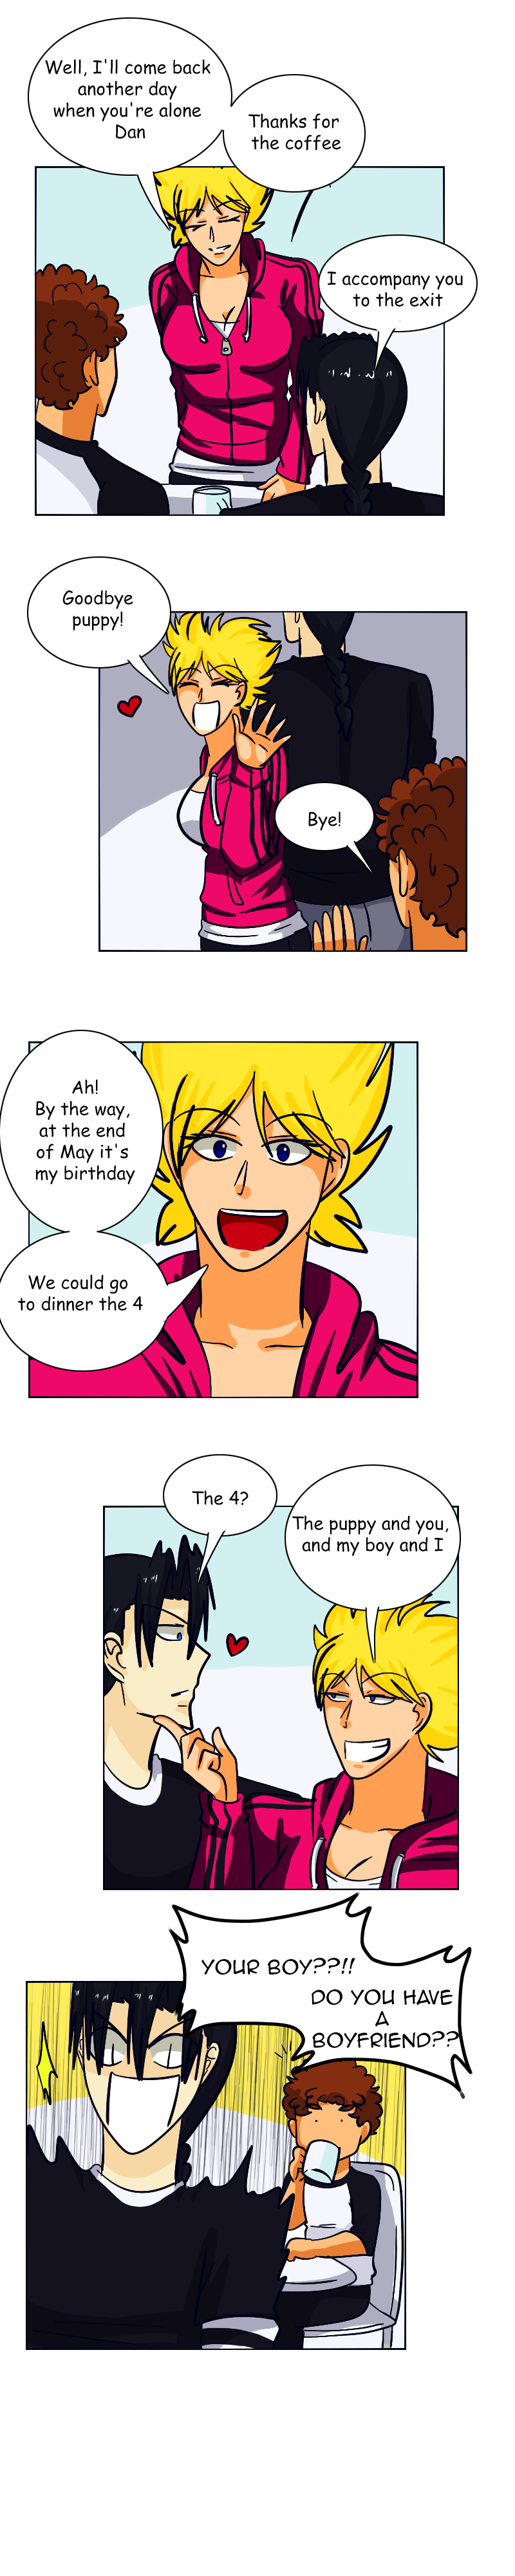 Well, I'll come back
another day
when you're alone
Dan
Thanks for
the coffee
I accompany you
to the exit
Goodbye
puppy!
Bye!
Ah!
By the way,
at the end
of May it's
my birthday
We could go
to dinner the 4
The 4?
The puppy and you,
and my boy and I
YOUR BOY??!!
DO YOU HAVE
A
BOYFRIEND??